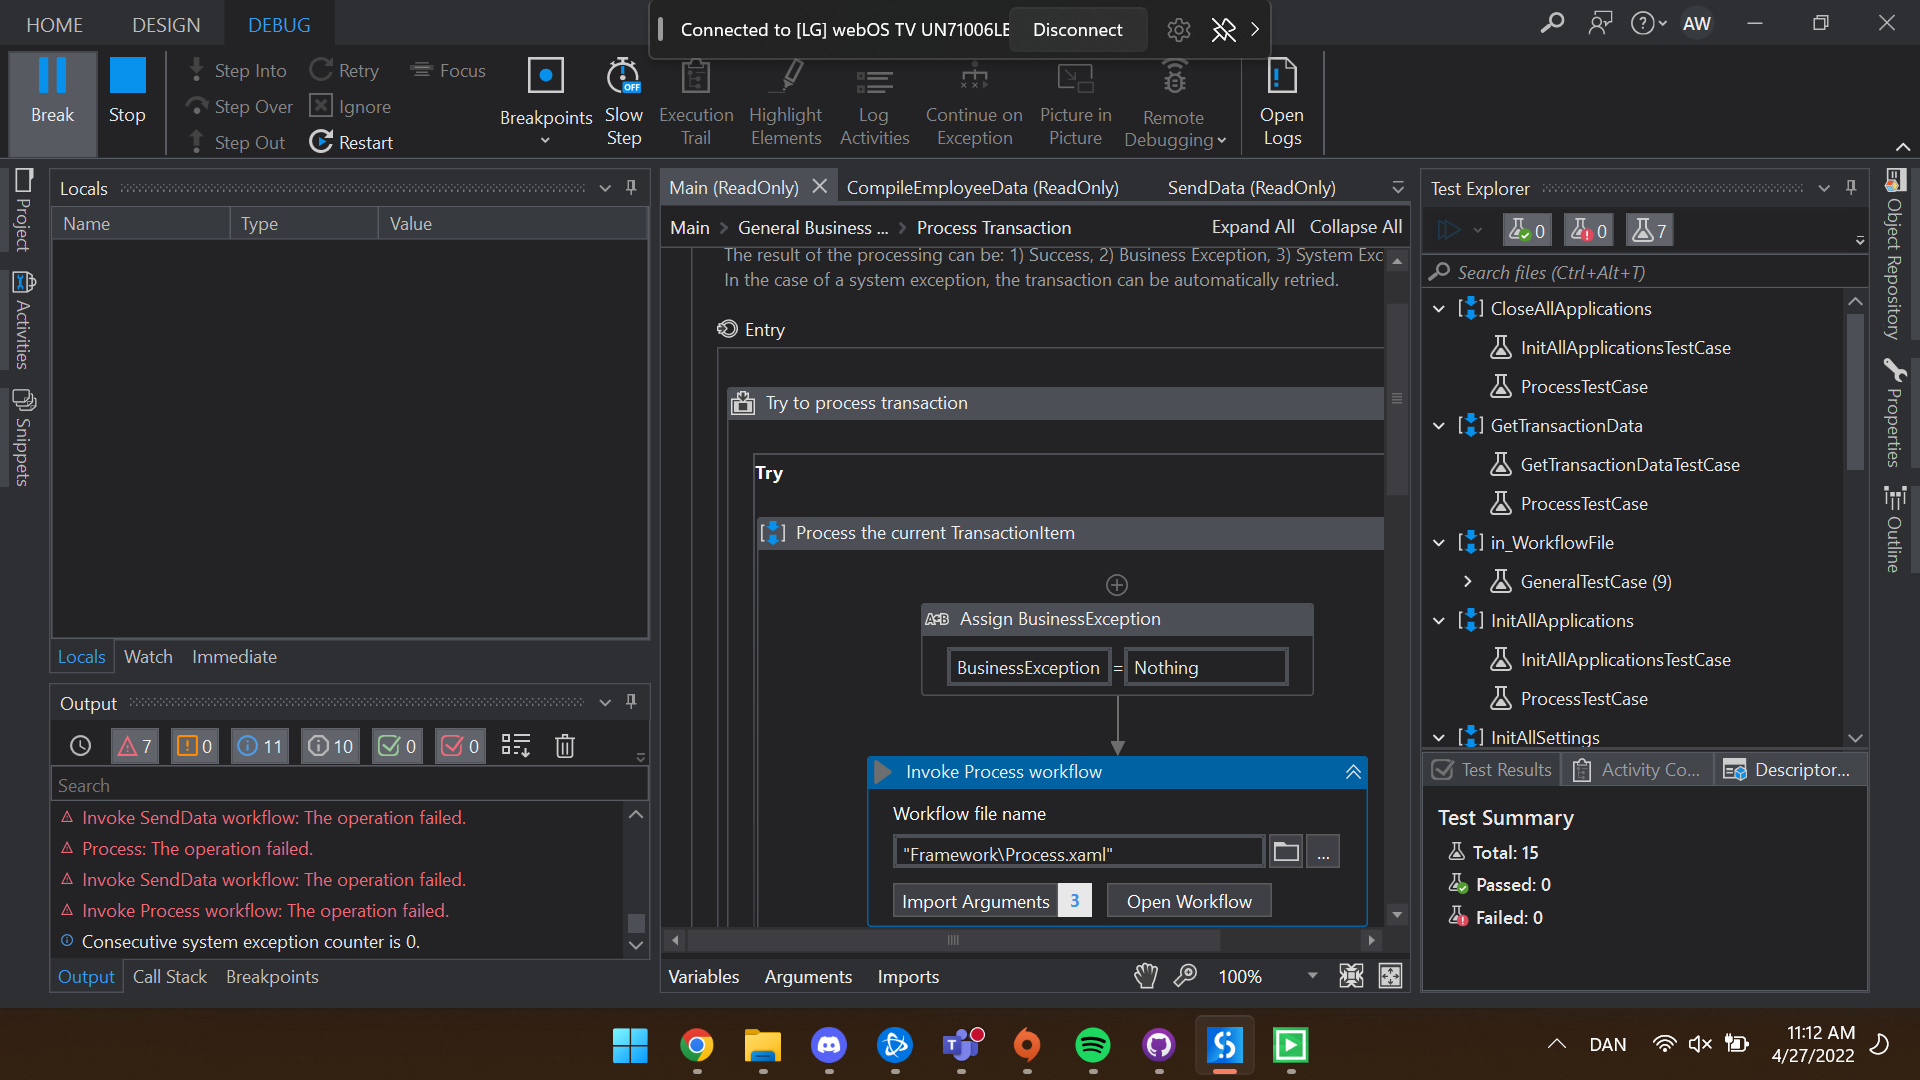 HOME DESIGN DEBUG
Connected to [LG] webOS TV UN71006LE Disconnect
AW
Break
Stop
Step Into
Step Over
Step Out
Retry
Ignore
Restart
Focus
Breakpoints
Slow
Step
OFF
Execution
Trail
Highlight
Elements
Log
Activities
Continue on
Exception
Picture in
Picture
Remote
Debugging
Open
Logs
Project
Activities
Snippets
Locals
Name Type Value
Locals Watch Immediate
Output
7 0 11 10 0 0
Search
Invoke SendData workflow: The operation failed.
Process: The operation failed.
Invoke SendData workflow: The operation failed.
Invoke Process workflow: The operation failed.
Consecutive system exception counter is 0.
Output Call Stack Breakpoints
Main (ReadOnly) CompileEmployeeData (ReadOnly) SendData (ReadOnly)
Main > General Business ... > Process Transaction Expand All Collapse All
The result of the processing can be: 1) Success, 2) Business Exception, 3) System Exc
In the case of a system exception, the transaction can be automatically retried.
Entry
Try to process transaction
Try
Process the current TransactionItem
A+B Assign BusinessException
BusinessException = Nothing
Invoke Process workflow
Workflow file name
"Framework\Process.xaml" ...
Import Arguments 3 Open Workflow
Variables Arguments Imports 100%
Test Explorer
0 0 7
Search files (Ctrl+Alt+T)
CloseAllApplications
InitAllApplicationsTestCase
ProcessTestCase
GetTransactionData
GetTransactionDataTestCase
ProcessTestCase
in_WorkflowFile
GeneralTestCase (9)
InitAllApplications
InitAllApplicationsTestCase
ProcessTestCase
InitAllSettings
Test Results Activity Co... Descriptor...
Test Summary
Total: 15
Passed: 0
Failed: 0
Object Repository
Properties
Outline
DAN
11:12 AM
4/27/2022